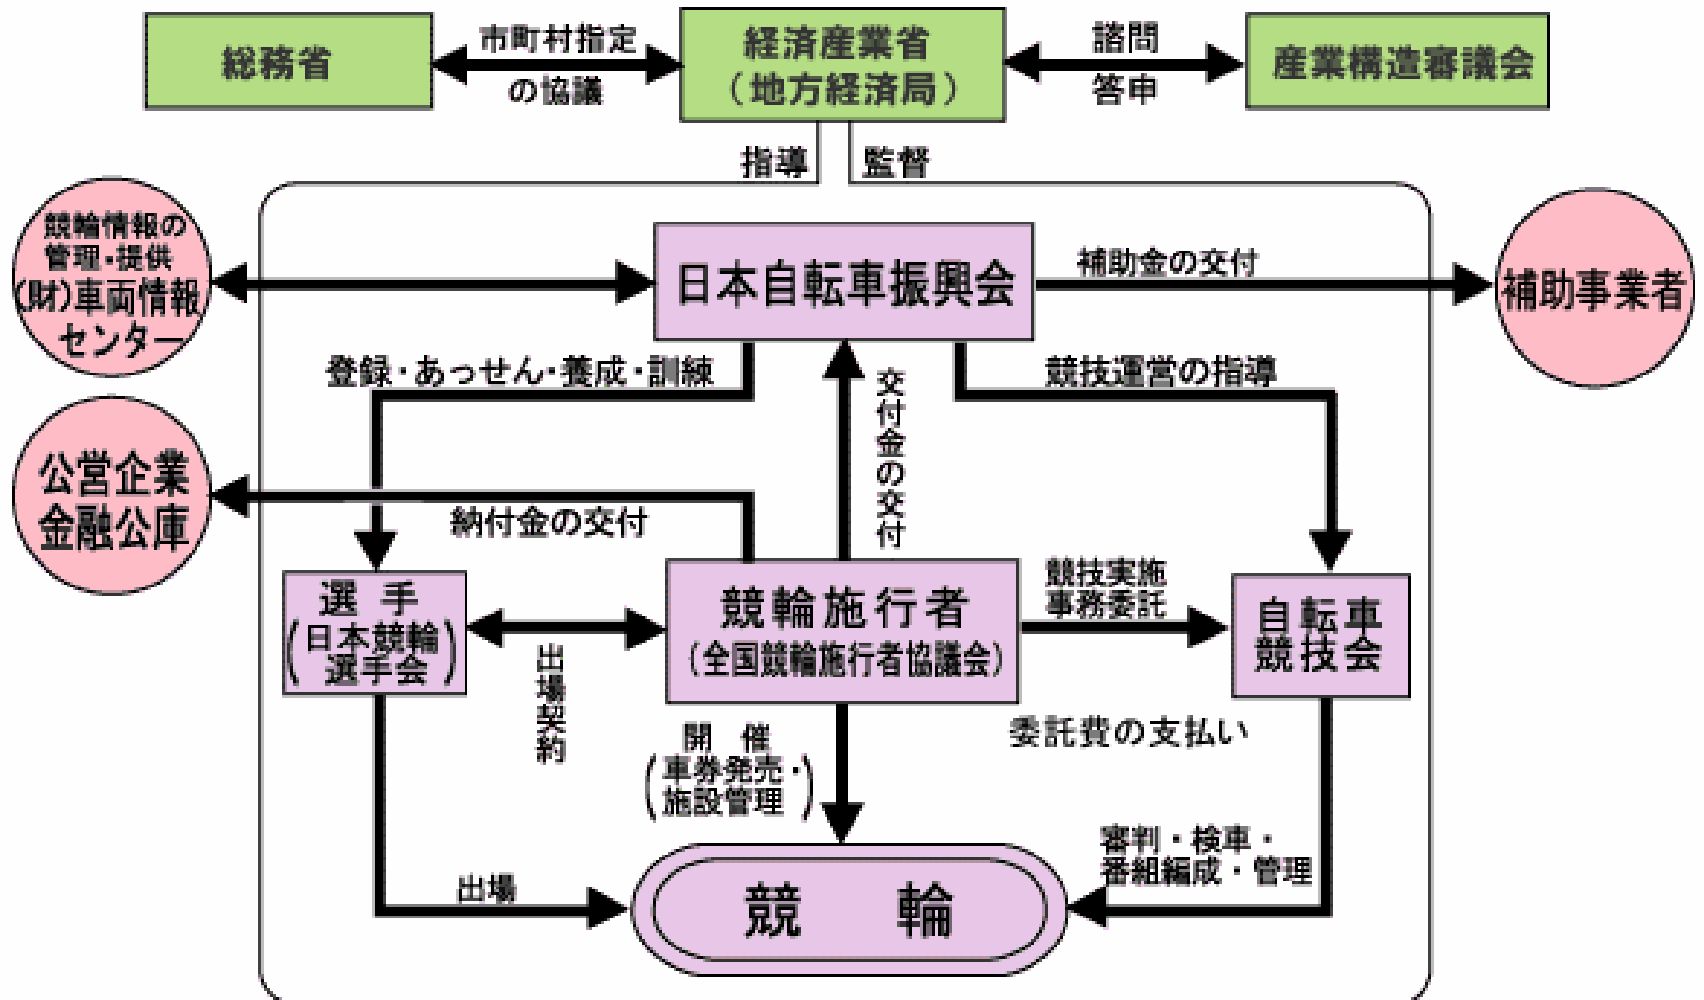 総務省
市町村指定
の協議
経済産業省
（地方経済局）
諮問
答申
産業構造審議会
指導
監督
競輪情報の
管理・提供
(財)車両情報
センター
日本自転車振興会
補助金の交付
補助事業者
登録・あっせん・養成・訓練
交付金の交付
競技運営の指導
公営企業
金融公庫
納付金の交付
選 手
(日本競輪
選手会)
出場契約
競輪施行者
（全国競輪施行者協議会）
競技実施
事務委託
自転車
競技会
開 催
(車券発売・
施設管理)
委託費の支払い
審判・検車・
番組編成・管理
出場
競 輪